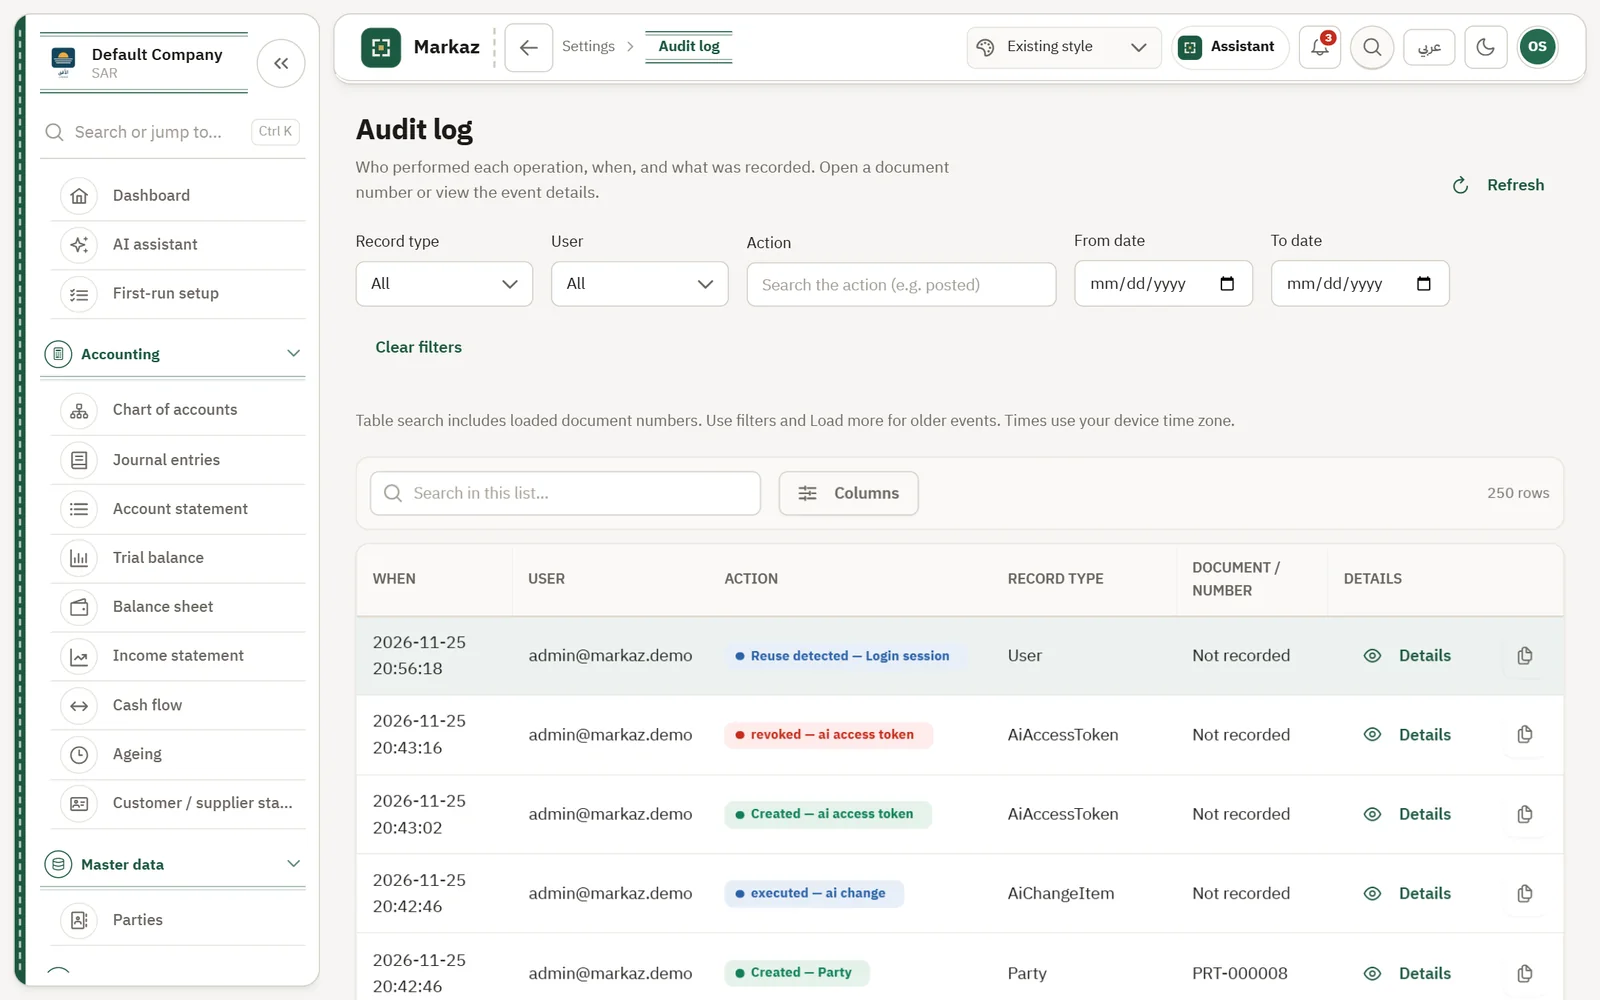 Default Company
SAR
Search or jump to...
Ctrl K
Dashboard
AI assistant
First-run setup
Accounting
Chart of accounts
Journal entries
Account statement
Trial balance
Balance sheet
Income statement
Cash flow
Ageing
Customer / supplier sta...
Master data
Parties
Markaz
Settings
Audit log
Existing style
Assistant
3
عربي
OS
Audit log
Who performed each operation, when, and what was recorded. Open a document
number or view the event details.
Refresh
Record type
User
Action
From date
To date
All
All
Search the action (e.g. posted)
mm/dd/yyyy
mm/dd/yyyy
Clear filters
Table search includes loaded document numbers. Use filters and Load more for older events. Times use your device time zone.
Search in this list...
Columns
250 rows
WHEN
USER
ACTION
RECORD TYPE
DOCUMENT /
NUMBER
DETAILS
2026-11-25
20:56:18
admin@markaz.demo
Reuse detected — Login session
User
Not recorded
Details
2026-11-25
20:43:16
admin@markaz.demo
revoked — ai access token
AiAccessToken
Not recorded
Details
2026-11-25
20:43:02
admin@markaz.demo
Created — ai access token
AiAccessToken
Not recorded
Details
2026-11-25
20:42:46
admin@markaz.demo
executed — ai change
AiChangeItem
Not recorded
Details
2026-11-25
20:42:46
admin@markaz.demo
Created — Party
Party
PRT-000008
Details